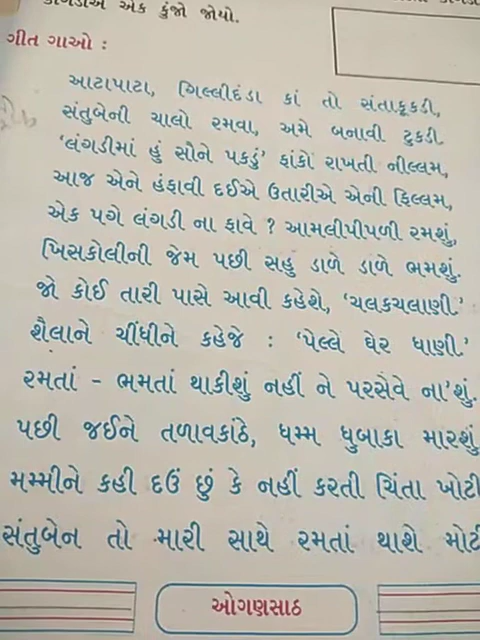 કાગડાએ એક કુંજો જોયો.
ગીત ગાઓ :
આટાપાટા, ગિલ્લીદંડા કાં તો સંતાકૂકડી,
સંતુબેની ચાલો રમવા, અમે બનાવી ટુકડી.
‘લંગડીમાં હું સૌને પકડું’ ફાંકો રાખતી નીલ્લમ,
આજ એને હંફાવી દઈએ ઉતારીએ એની ફિલ્લમ,
એક પગે લંગડી ના ફાવે ? આમલીપીપળી રમશું,
ખિસકોલીની જેમ પછી સહુ ડાળે ડાળે ભમશું.
જો કોઈ તારી પાસે આવી કહેશે, ‘ચલકચલાણી.’
શૈલાને ચીંધીને કહેજે : ‘પેલ્લે ઘેર ધાણી.’
રમતાં - ભમતાં થાકીશું નહીં ને પરસેવે ના’શું.
પછી જઈને તળાવકાંઠે, ધમ્મ ધુબાકા મારશું
મમ્મીને કહી દઉં છું કે નહીં કરતી ચિંતા ખોટી
સંતુબેન તો મારી સાથે રમતાં થાશે મોટી
ઓગણસાઠ